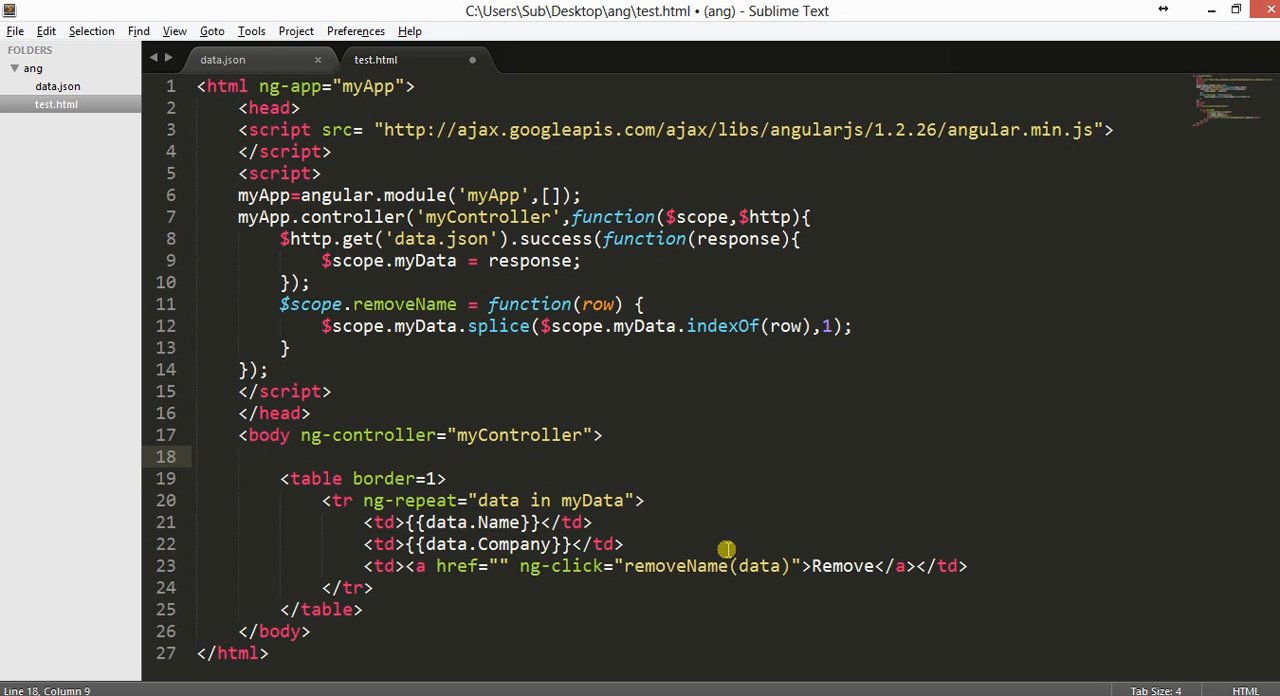 C:\Users\Sub\Desktop\ang\test.html • (ang) - Sublime Text
File Edit Selection Find View Goto Tools Project Preferences Help
FOLDERS
ang
data.json
test.html
data.json × test.html
1 <html ng-app="myApp">
2 <head>
3 <script src= "http://ajax.googleapis.com/ajax/libs/angularjs/1.2.26/angular.min.js">
4 </script>
5 <script>
6 myApp=angular.module('myApp',[]);
7 myApp.controller('myController',function($scope,$http){
8 $http.get('data.json').success(function(response){
9 $scope.myData = response;
10 });
11 $scope.removeName = function(row) {
12 $scope.myData.splice($scope.myData.indexOf(row),1);
13 }
14 });
15 </script>
16 </head>
17 <body ng-controller="myController">
18
19 <table border=1>
20 <tr ng-repeat="data in myData">
21 <td>{{data.Name}}</td>
22 <td>{{data.Company}}</td>
23 <td><a href="" ng-click="removeName(data)">Remove</a></td>
24 </tr>
25 </table>
26 </body>
27 </html>
Line 18, Column 9 Tab Size: 4 HTML